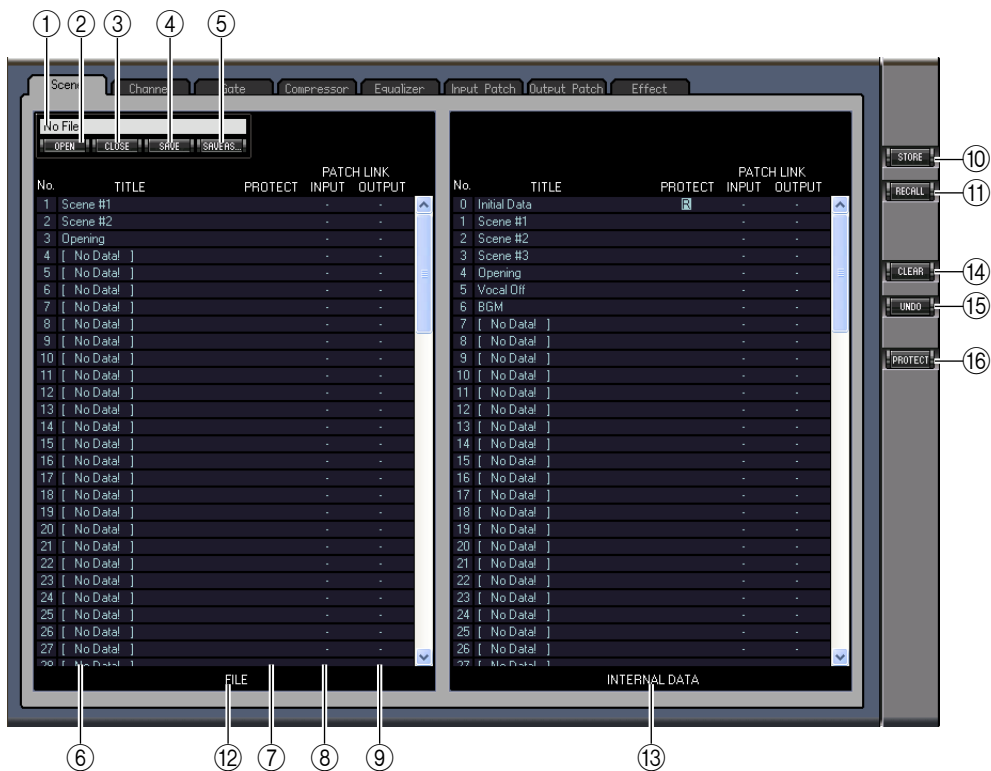 ① ② ③ ④ ⑤
Scene Channel Gate Compressor Equalizer Input Patch Output Patch Effect
No File
OPEN CLOSE SAVE SAVE AS...
PATCH LINK
No. TITLE PROTECT INPUT OUTPUT
1 Scene #1 - -
2 Scene #2 - -
3 Opening - -
4 [ No Data! ] - -
5 [ No Data! ] - -
6 [ No Data! ] - -
7 [ No Data! ] - -
8 [ No Data! ] - -
9 [ No Data! ] - -
10 [ No Data! ] - -
11 [ No Data! ] - -
12 [ No Data! ] - -
13 [ No Data! ] - -
14 [ No Data! ] - -
15 [ No Data! ] - -
16 [ No Data! ] - -
17 [ No Data! ] - -
18 [ No Data! ] - -
19 [ No Data! ] - -
20 [ No Data! ] - -
21 [ No Data! ] - -
22 [ No Data! ] - -
23 [ No Data! ] - -
24 [ No Data! ] - -
25 [ No Data! ] - -
26 [ No Data! ] - -
27 [ No Data! ] - -
28 [ No Data! ]
FILE
PATCH LINK
No. TITLE PROTECT INPUT OUTPUT
0 Initial Data R - -
1 Scene #1 - -
2 Scene #2 - -
3 Scene #3 - -
4 Opening - -
5 Vocal Off - -
6 BGM - -
7 [ No Data! ] - -
8 [ No Data! ] - -
9 [ No Data! ] - -
10 [ No Data! ] - -
11 [ No Data! ] - -
12 [ No Data! ] - -
13 [ No Data! ] - -
14 [ No Data! ] - -
15 [ No Data! ] - -
16 [ No Data! ] - -
17 [ No Data! ] - -
18 [ No Data! ] - -
19 [ No Data! ] - -
20 [ No Data! ] - -
21 [ No Data! ] - -
22 [ No Data! ] - -
23 [ No Data! ] - -
24 [ No Data! ] - -
25 [ No Data! ] - -
26 [ No Data! ] - -
27 [ No Data! ]
INTERNAL DATA
STORE ⑩
RECALL ⑪
CLEAR ⑭
UNDO ⑮
PROTECT ⑯
⑥ ⑫ ⑦ ⑧ ⑨ ⑬